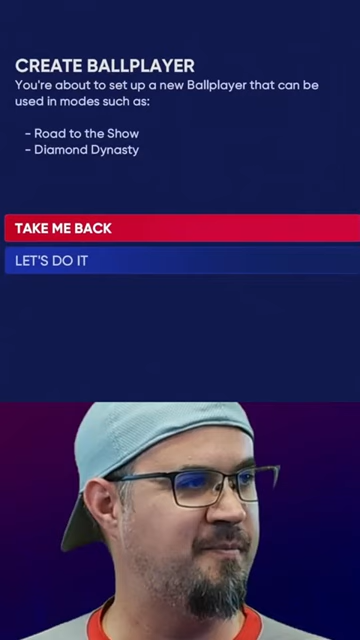 CREATE BALLPLAYER
You're about to set up a new Ballplayer that can be
used in modes such as:
- Road to the Show
- Diamond Dynasty
TAKE ME BACK
LET'S DO IT